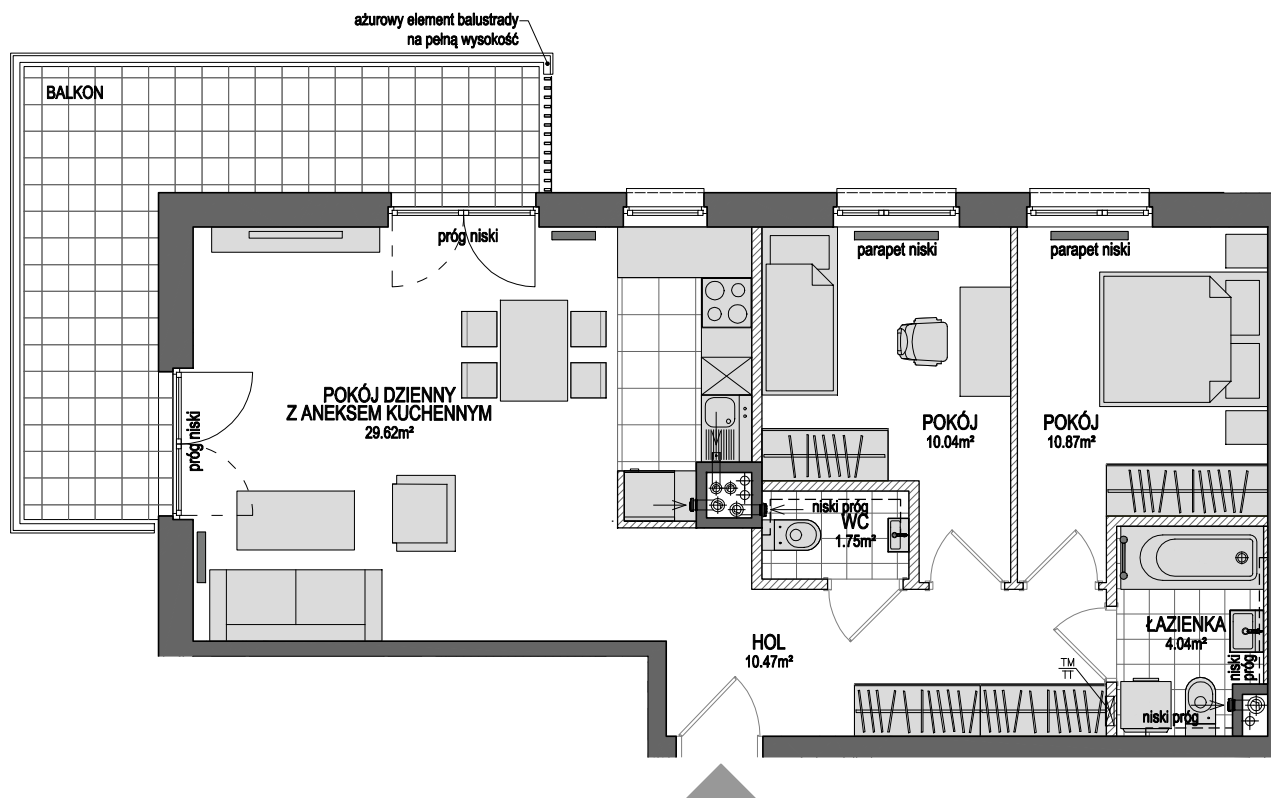 ażurowy element balustrady
na pełną wysokość
BALKON
próg niski
parapet niski
parapet niski
POKÓJ DZIENNY
Z ANEKSEM KUCHENNYM
29.62m²
próg niski
POKÓJ
10.04m²
POKÓJ
10.87m²
niski próg
WC
1.75m²
HOL
10.47m²
ŁAZIENKA
4.04m²
niski
próg
TM
TT
niski próg